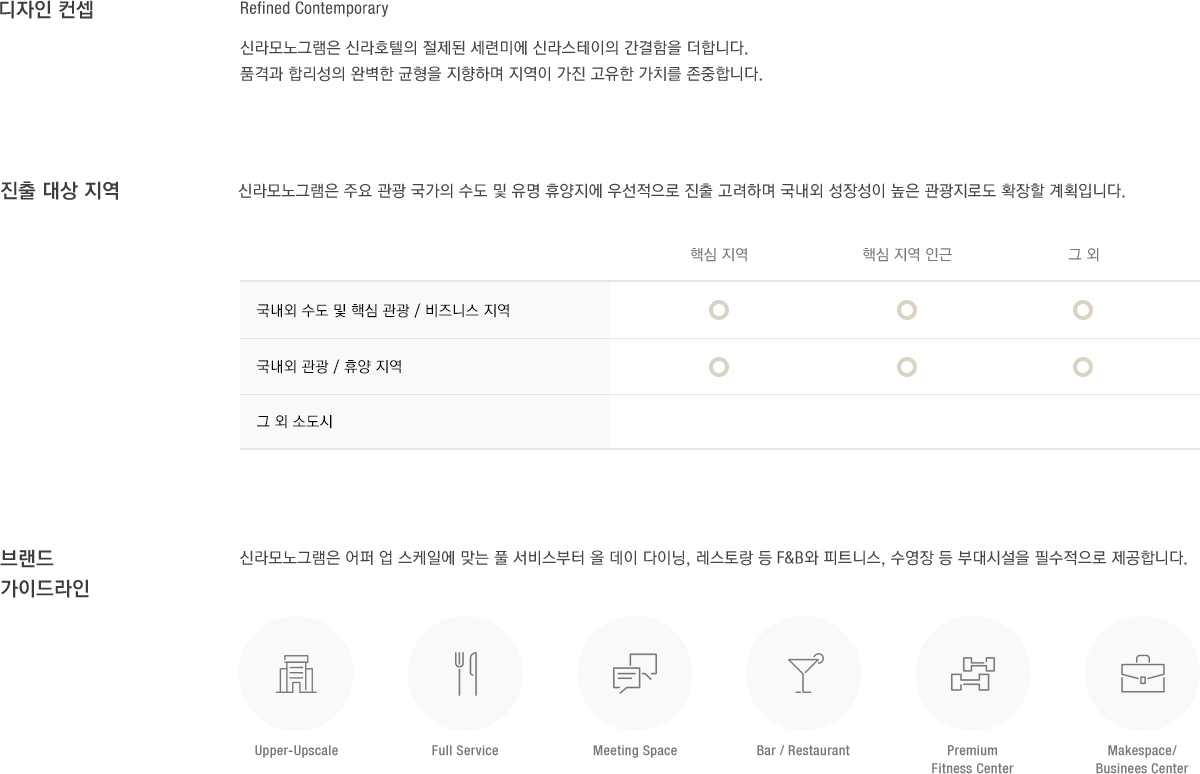 디자인 컨셉
Refined Contemporary
신라모노그램은 신라호텔의 절제된 세련미에 신라스테이의 간결함을 더합니다.
품격과 합리성의 완벽한 균형을 지향하며 지역이 가진 고유한 가치를 존중합니다.
진출 대상 지역
신라모노그램은 주요 관광 국가의 수도 및 유명 휴양지에 우선적으로 진출 고려하며 국내외 성장성이 높은 관광지로도 확장할 계획입니다.
핵심 지역
핵심 지역 인근
그 외
국내외 수도 및 핵심 관광 / 비즈니스 지역
국내외 관광 / 휴양 지역
그 외 소도시
브랜드
가이드라인
신라모노그램은 어퍼 업 스케일에 맞는 풀 서비스부터 올 데이 다이닝, 레스토랑 등 F&B와 피트니스, 수영장 등 부대시설을 필수적으로 제공합니다.
Upper-Upscale
Full Service
Meeting Space
Bar / Restaurant
Premium
Fitness Center
Makespace/
Businees Center